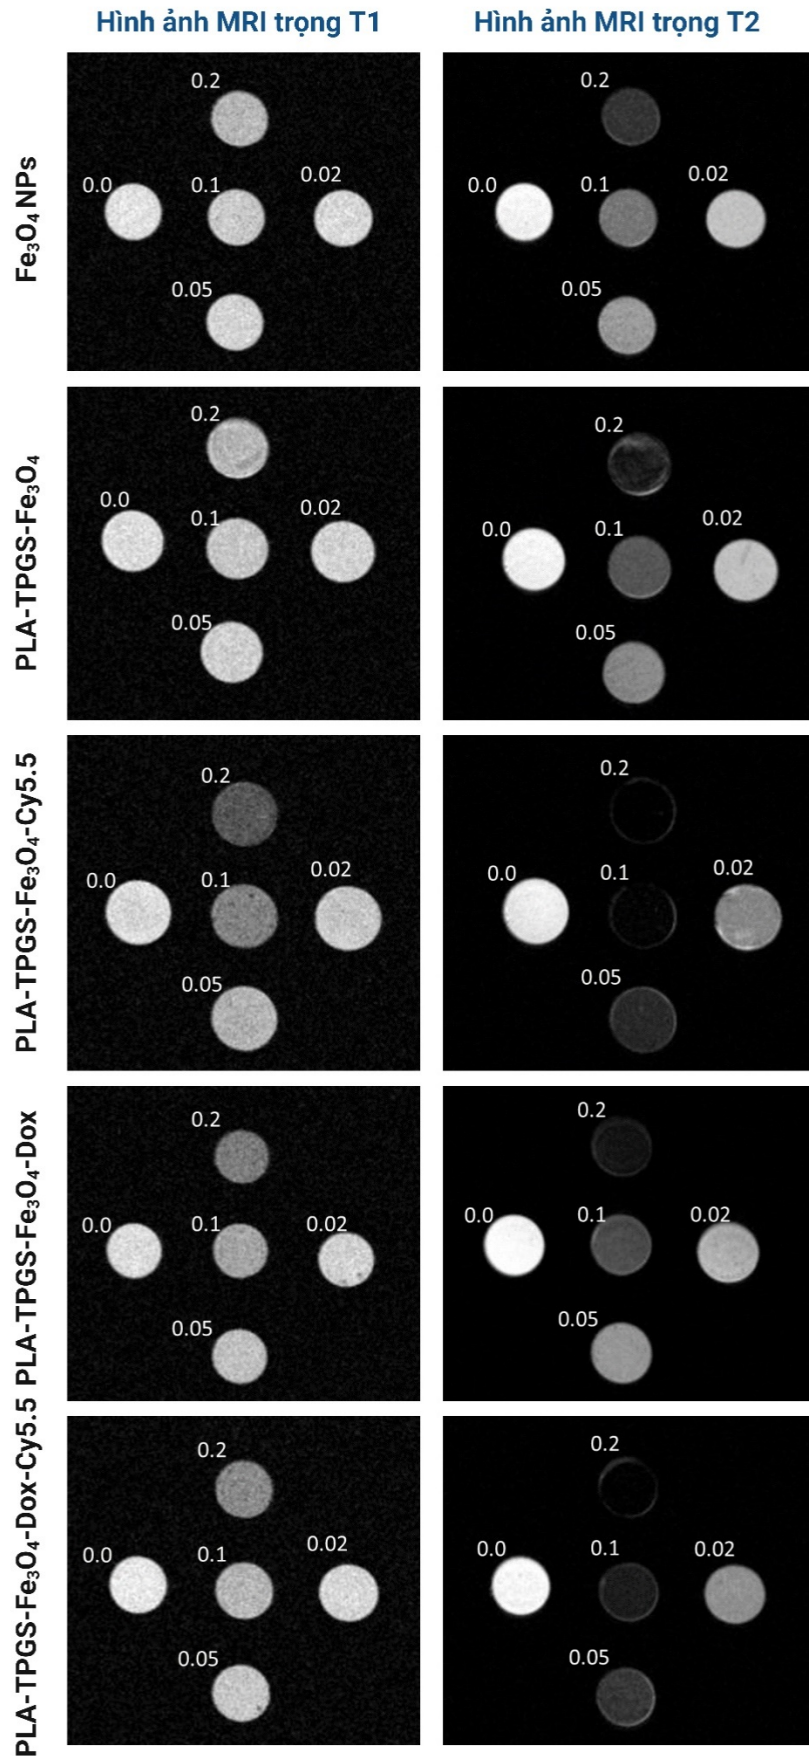 Hình ảnh MRI trọng T1 Hình ảnh MRI trọng T2
Fe₃O₄ NPs
0.2
0.0 0.1 0.02
0.05
0.2
0.0 0.1 0.02
0.05
PLA-TPGS-Fe₃O₄
0.2
0.0 0.1 0.02
0.05
0.2
0.0 0.1 0.02
0.05
PLA-TPGS-Fe₃O₄-Cy5.5
0.2
0.0 0.1 0.02
0.05
0.2
0.0 0.1 0.02
0.05
PLA-TPGS-Fe₃O₄-Dox
0.2
0.0 0.1 0.02
0.05
0.2
0.0 0.1 0.02
0.05
PLA-TPGS-Fe₃O₄-Dox-Cy5.5
0.2
0.0 0.1 0.02
0.05
0.2
0.0 0.1 0.02
0.05